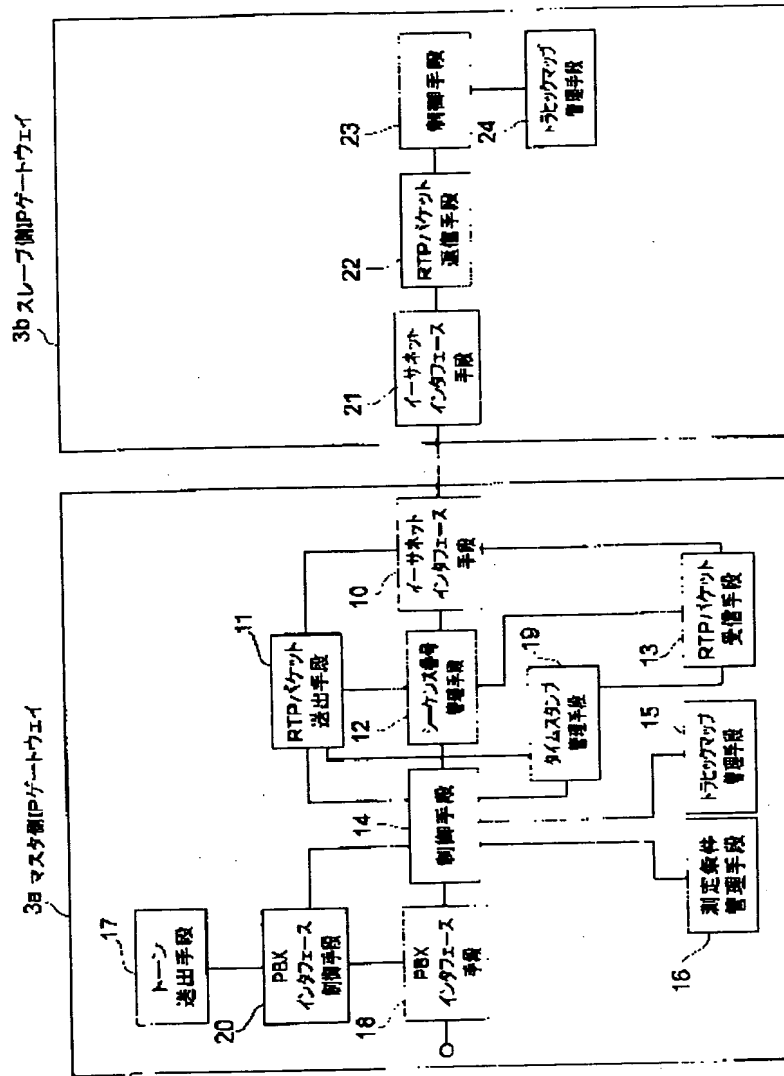 3a マスタ側IPゲートウェイ
17
トーン
送出手段
20
PBX
インタフェース
制御手段
18
PBX
インタフェース
手段
11
RTPパケット
送出手段
14
制御手段
12
シーケンス番号
管理手段
10
イーサネット
インタフェース
手段
19
タイムスタンプ
管理手段
13
RTPパケット
受信手段
15
トラヒックマップ
管理手段
16
測定条件
管理手段
3b スレーブ側IPゲートウェイ
21
イーサネット
インタフェース
手段
22
RTPパケット
返信手段
23
制御手段
24
トラヒックマップ
管理手段